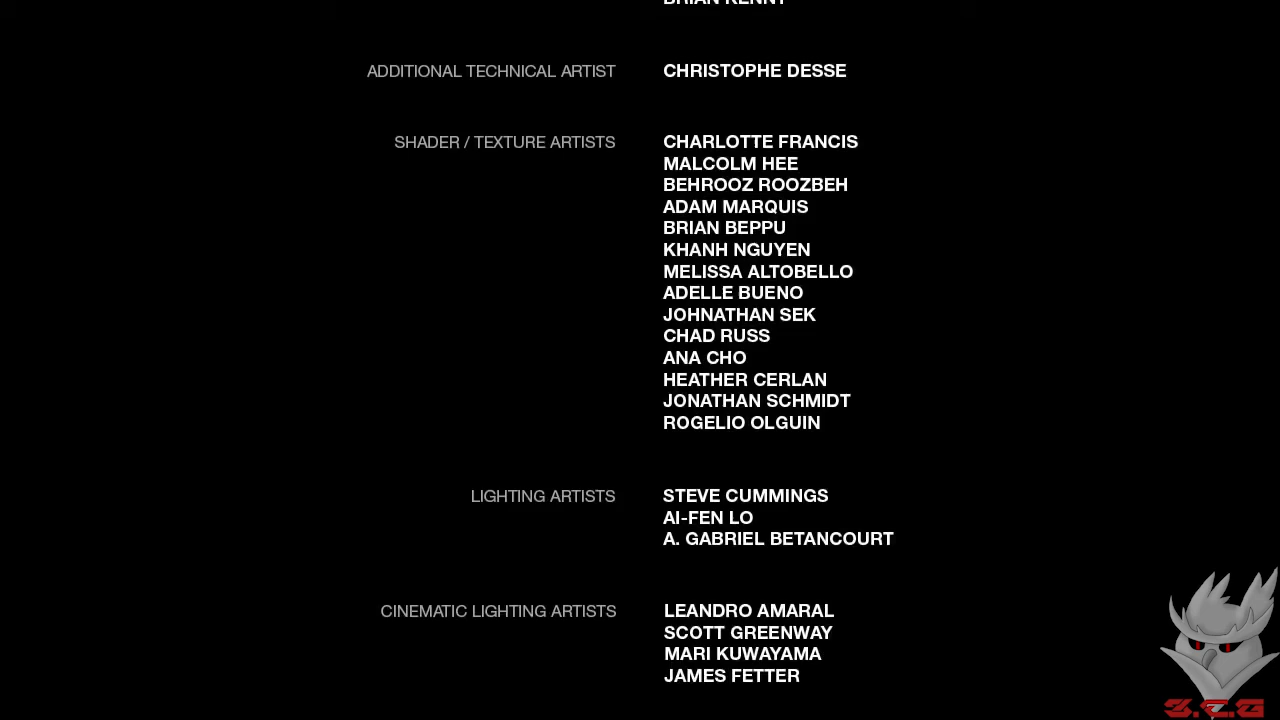 BRIAN KENNY
ADDITIONAL TECHNICAL ARTIST CHRISTOPHE DESSE
SHADER / TEXTURE ARTISTS CHARLOTTE FRANCIS
MALCOLM HEE
BEHROOZ ROOZBEH
ADAM MARQUIS
BRIAN BEPPU
KHANH NGUYEN
MELISSA ALTOBELLO
ADELLE BUENO
JOHNATHAN SEK
CHAD RUSS
ANA CHO
HEATHER CERLAN
JONATHAN SCHMIDT
ROGELIO OLGUIN
LIGHTING ARTISTS STEVE CUMMINGS
AI-FEN LO
A. GABRIEL BETANCOURT
CINEMATIC LIGHTING ARTISTS LEANDRO AMARAL
SCOTT GREENWAY
MARI KUWAYAMA
JAMES FETTER